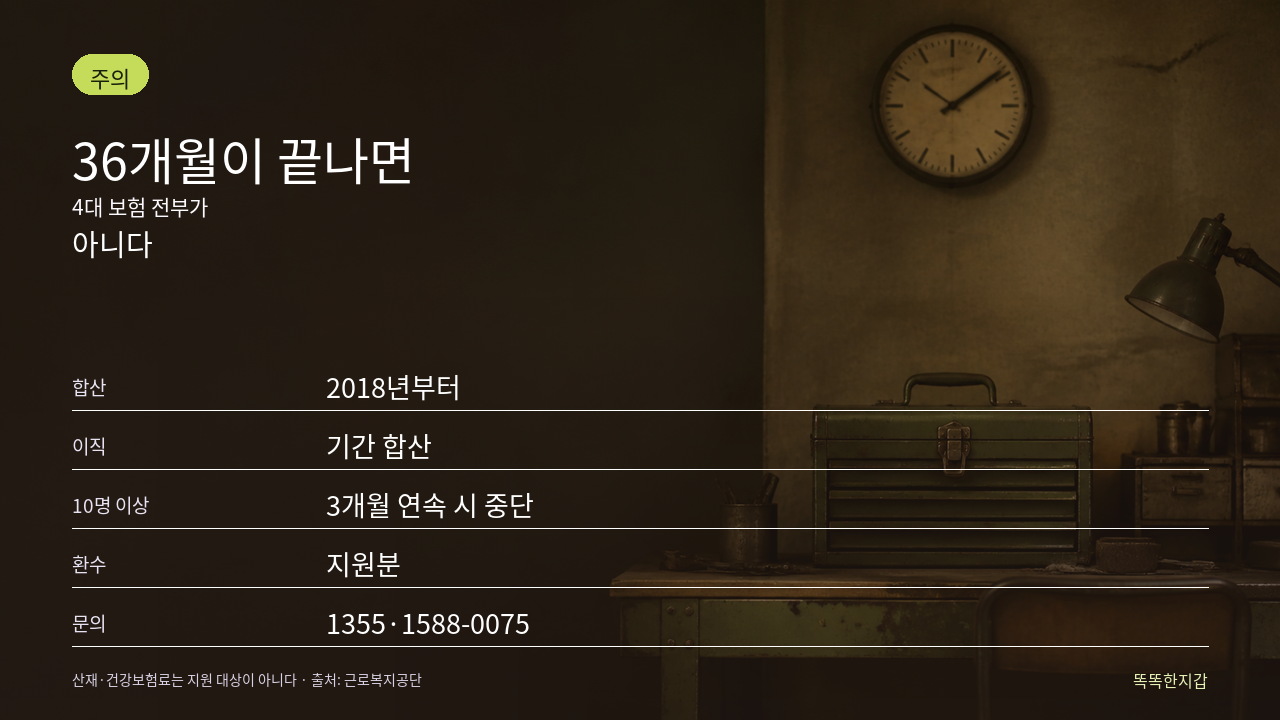 주의
36개월이 끝나면
4대 보험 전부가
아니다
합산 2018년부터
이직 기간 합산
10명 이상 3개월 연속 시 중단
환수 지원분
문의 1355·1588-0075
산재·건강보험료는 지원 대상이 아니다 · 출처: 근로복지공단
똑똑한지갑